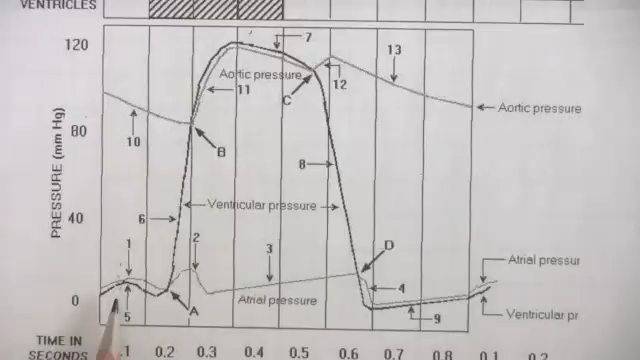 VENTRICLES
120
7
Aortic pressure
13
11
12
C
Aortic pressure
80
10
B
PRESSURE (mm Hg)
8
Ventricular pressure
6
40
1
2
3
D
Atrial
4
Atrial pressure
A
0
5
9
Ventricular
TIME IN
SECONDS .1 0.2 0.3 0.4 0.5 0.6 0.7 0.8 0.1 0.2